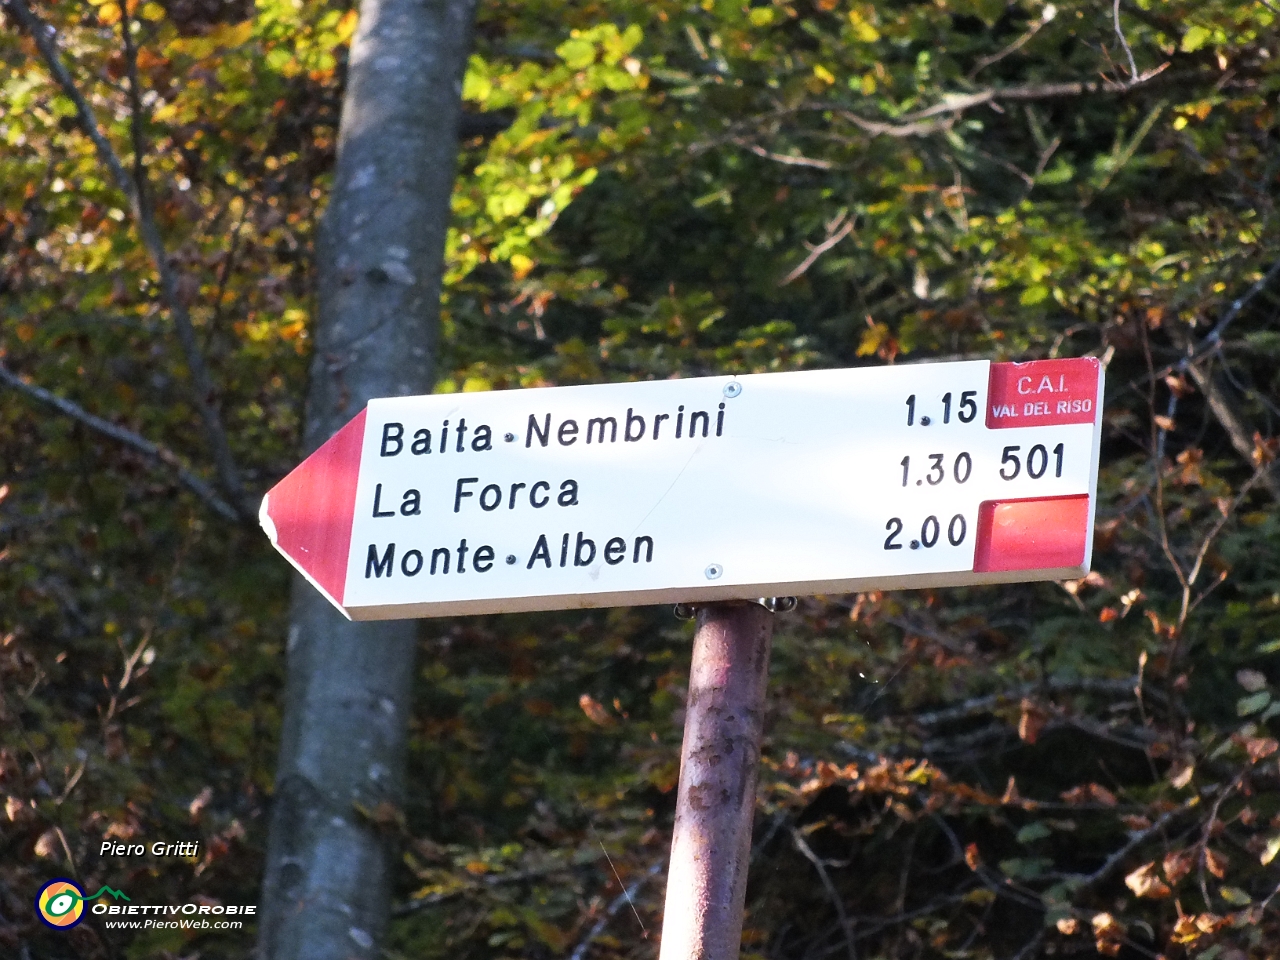 Baita Nembrini 1.15
La Forca 1.30
Monte Alben 2.00
C.A.I.
VAL DEL RISO
501
Piero Gritti
OBIETTIVOROBIE
www.PieroWeb.com